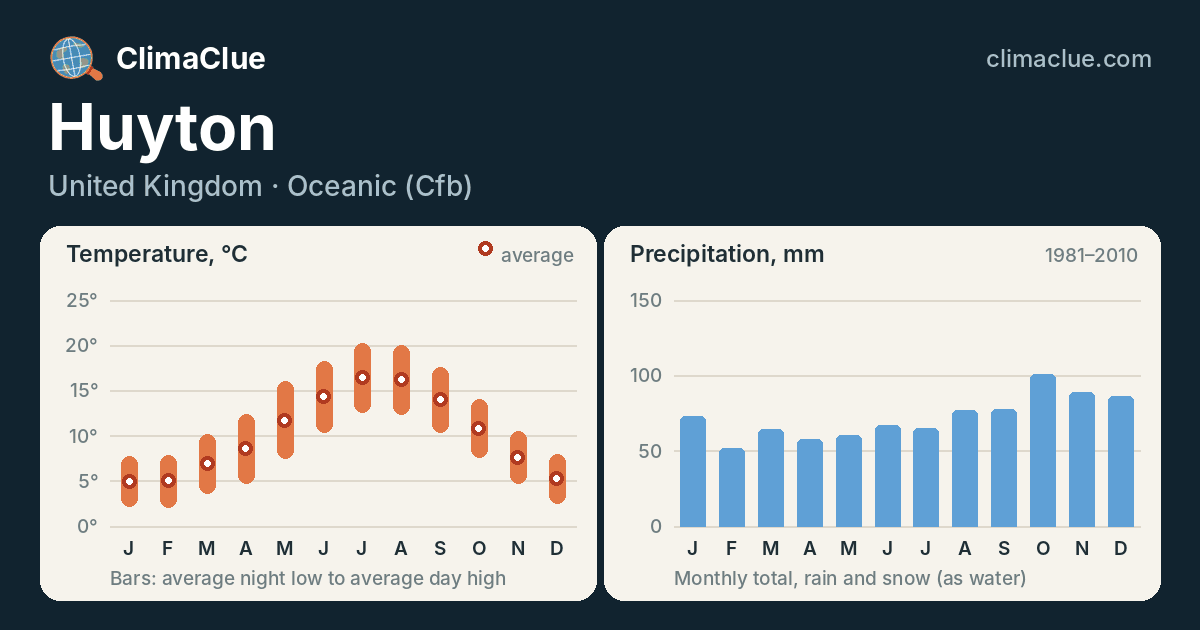 ClimaClue
climaclue.com
Huyton
United Kingdom · Oceanic (Cfb)
Temperature, °C
average
25°
20°
15°
10°
5°
0°
J F M A M J J A S O N D
Bars: average night low to average day high
Precipitation, mm
1981–2010
150
100
50
0
J F M A M J J A S O N D
Monthly total, rain and snow (as water)